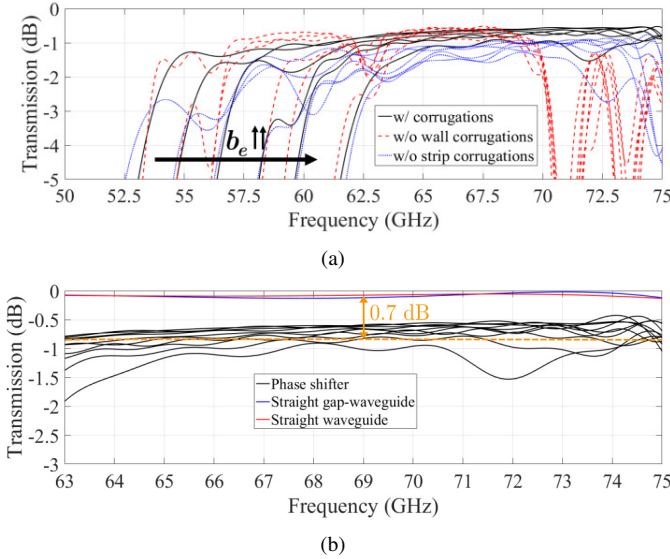 0
-1
-2
-3
-4
-5
Transmission (dB)
w/ corrugations
w/o wall corrugations
w/o strip corrugations
b_e ⇈
50 52.5 55 57.5 60 62.5 65 67.5 70 72.5 75
Frequency (GHz)
(a)
0
-0.5
-1
-1.5
-2
-2.5
-3
Transmission (dB)
0.7 dB
Phase shifter
Straight gap-waveguide
Straight waveguide
63 64 65 66 67 68 69 70 71 72 73 74 75
Frequency (GHz)
(b)